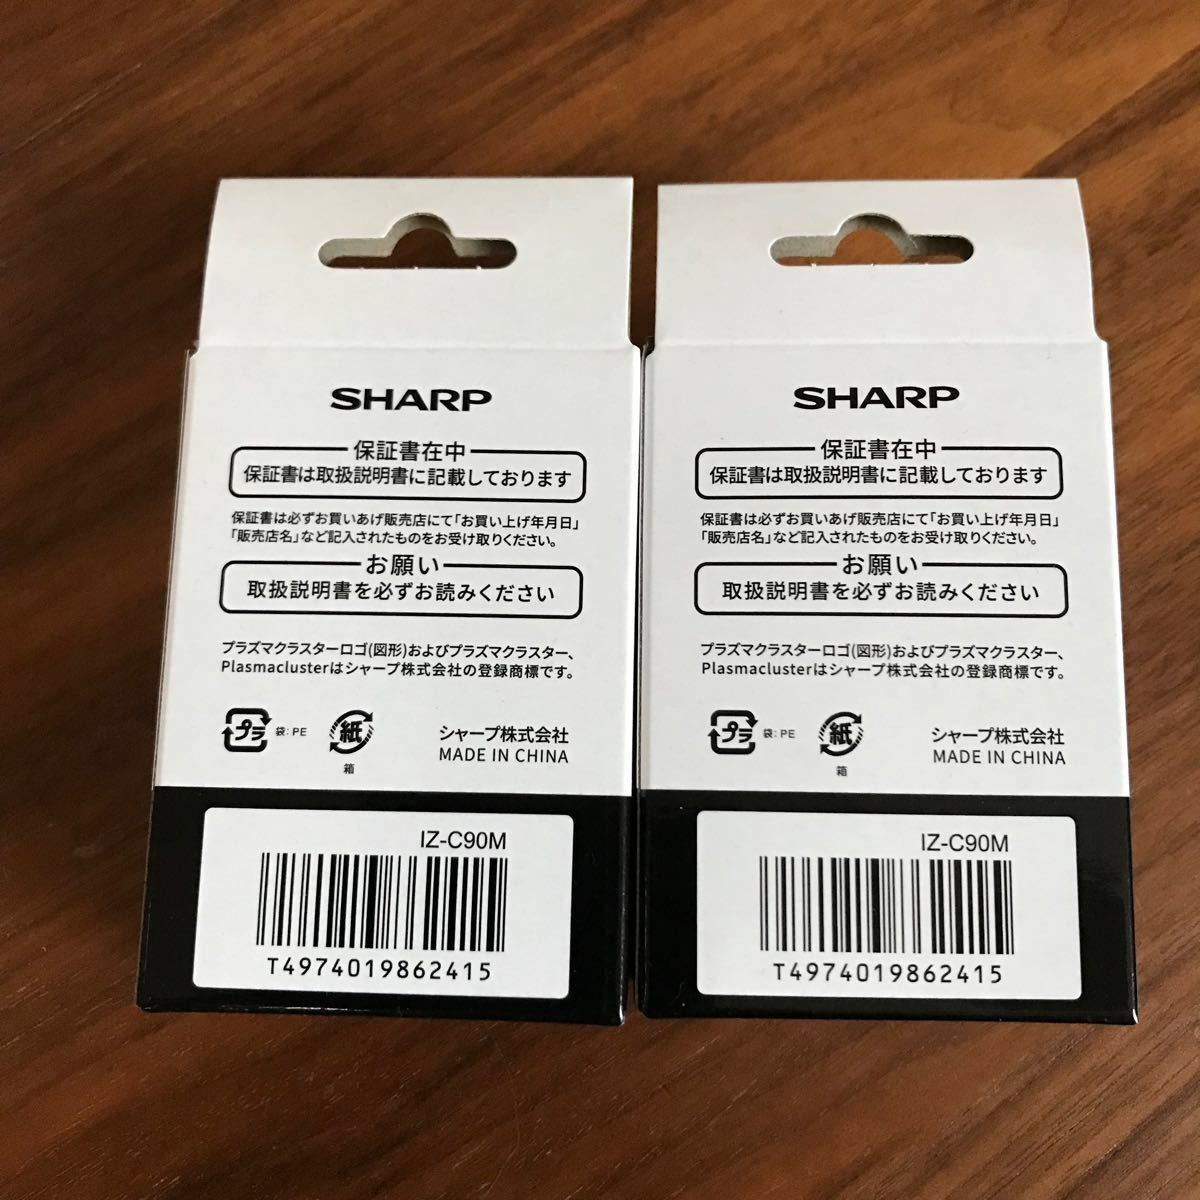 SHARP
保証書在中
保証書は取扱説明書に記載しております
保証書は必ずお買いあげ販売店にて「お買い上げ年月日」
「販売店名」など記入されたものをお受け取りください。
お願い
取扱説明書を必ずお読みください
プラズマクラスターロゴ(図形)およびプラズマクラスター、
Plasmaclusterはシャープ株式会社の登録商標です。
プラ 袋:PE 紙 シャープ株式会社
箱 MADE IN CHINA
IZ-C90M
T4974019862415
SHARP
保証書在中
保証書は取扱説明書に記載しております
保証書は必ずお買いあげ販売店にて「お買い上げ年月日」
「販売店名」など記入されたものをお受け取りください。
お願い
取扱説明書を必ずお読みください
プラズマクラスターロゴ(図形)およびプラズマクラスター、
Plasmaclusterはシャープ株式会社の登録商標です。
プラ 袋:PE 紙 シャープ株式会社
箱 MADE IN CHINA
IZ-C90M
T4974019862415